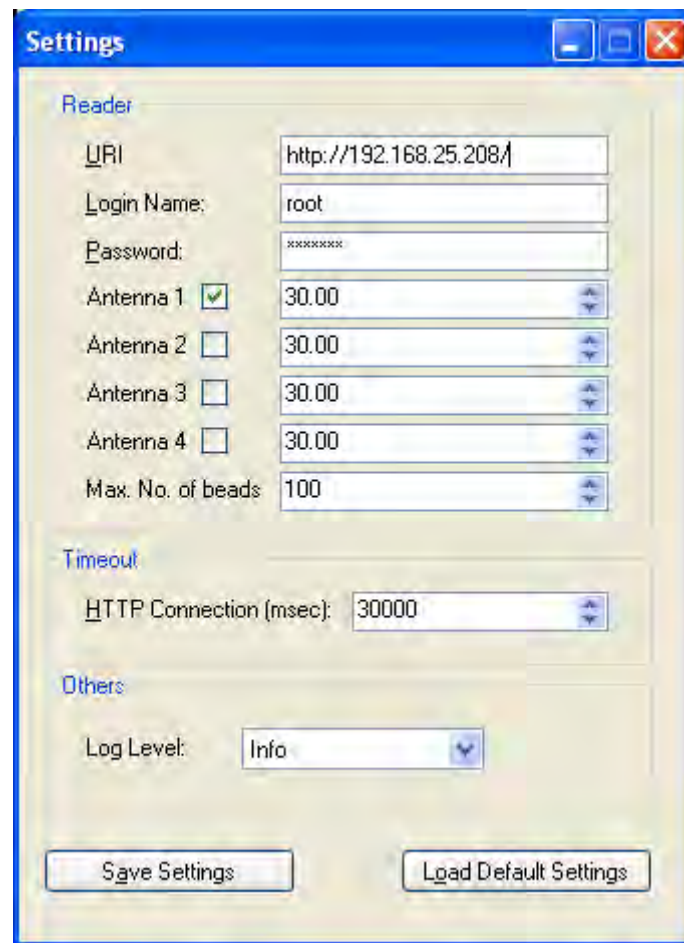 Settings
Reader
URI http://192.168.25.208/
Login Name: root
Password: *******
Antenna 1 30.00
Antenna 2 30.00
Antenna 3 30.00
Antenna 4 30.00
Max. No. of beads 100
Timeout
HTTP Connection (msec): 30000
Others
Log Level: Info
Save Settings Load Default Settings